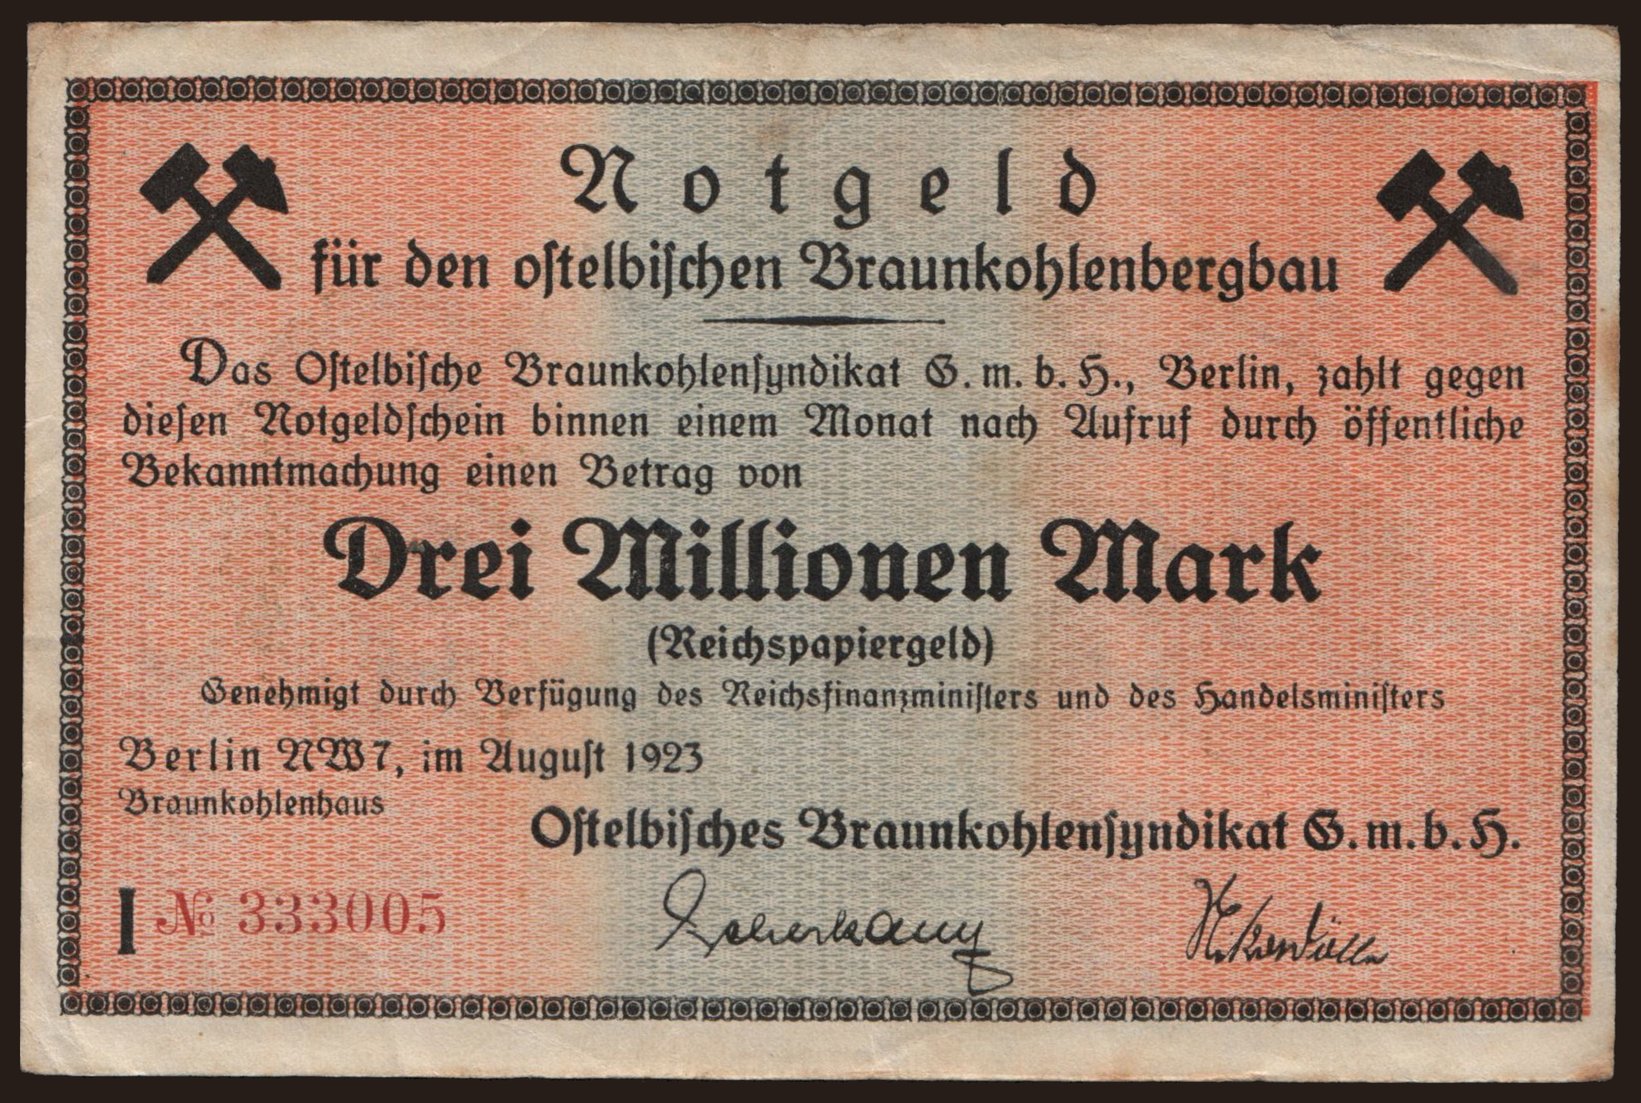 Notgeld
für den oſtelbiſchen Braunkohlenbergbau
Das Oſtelbiſche Braunkohlenſyndikat G. m. b. H., Berlin, zahlt gegen
dieſen Notgeldſchein binnen einem Monat nach Aufruf durch öffentliche
Bekanntmachung einen Betrag von
Drei Millionen Mark
(Reichspapiergeld)
Genehmigt durch Verfügung des Reichsfinanzminiſters und des Handelsminiſters
Berlin NW 7, im Auguſt 1923
Braunkohlenhaus
Oſtelbiſches Braunkohlenſyndikat G. m. b. H.
I № 333005